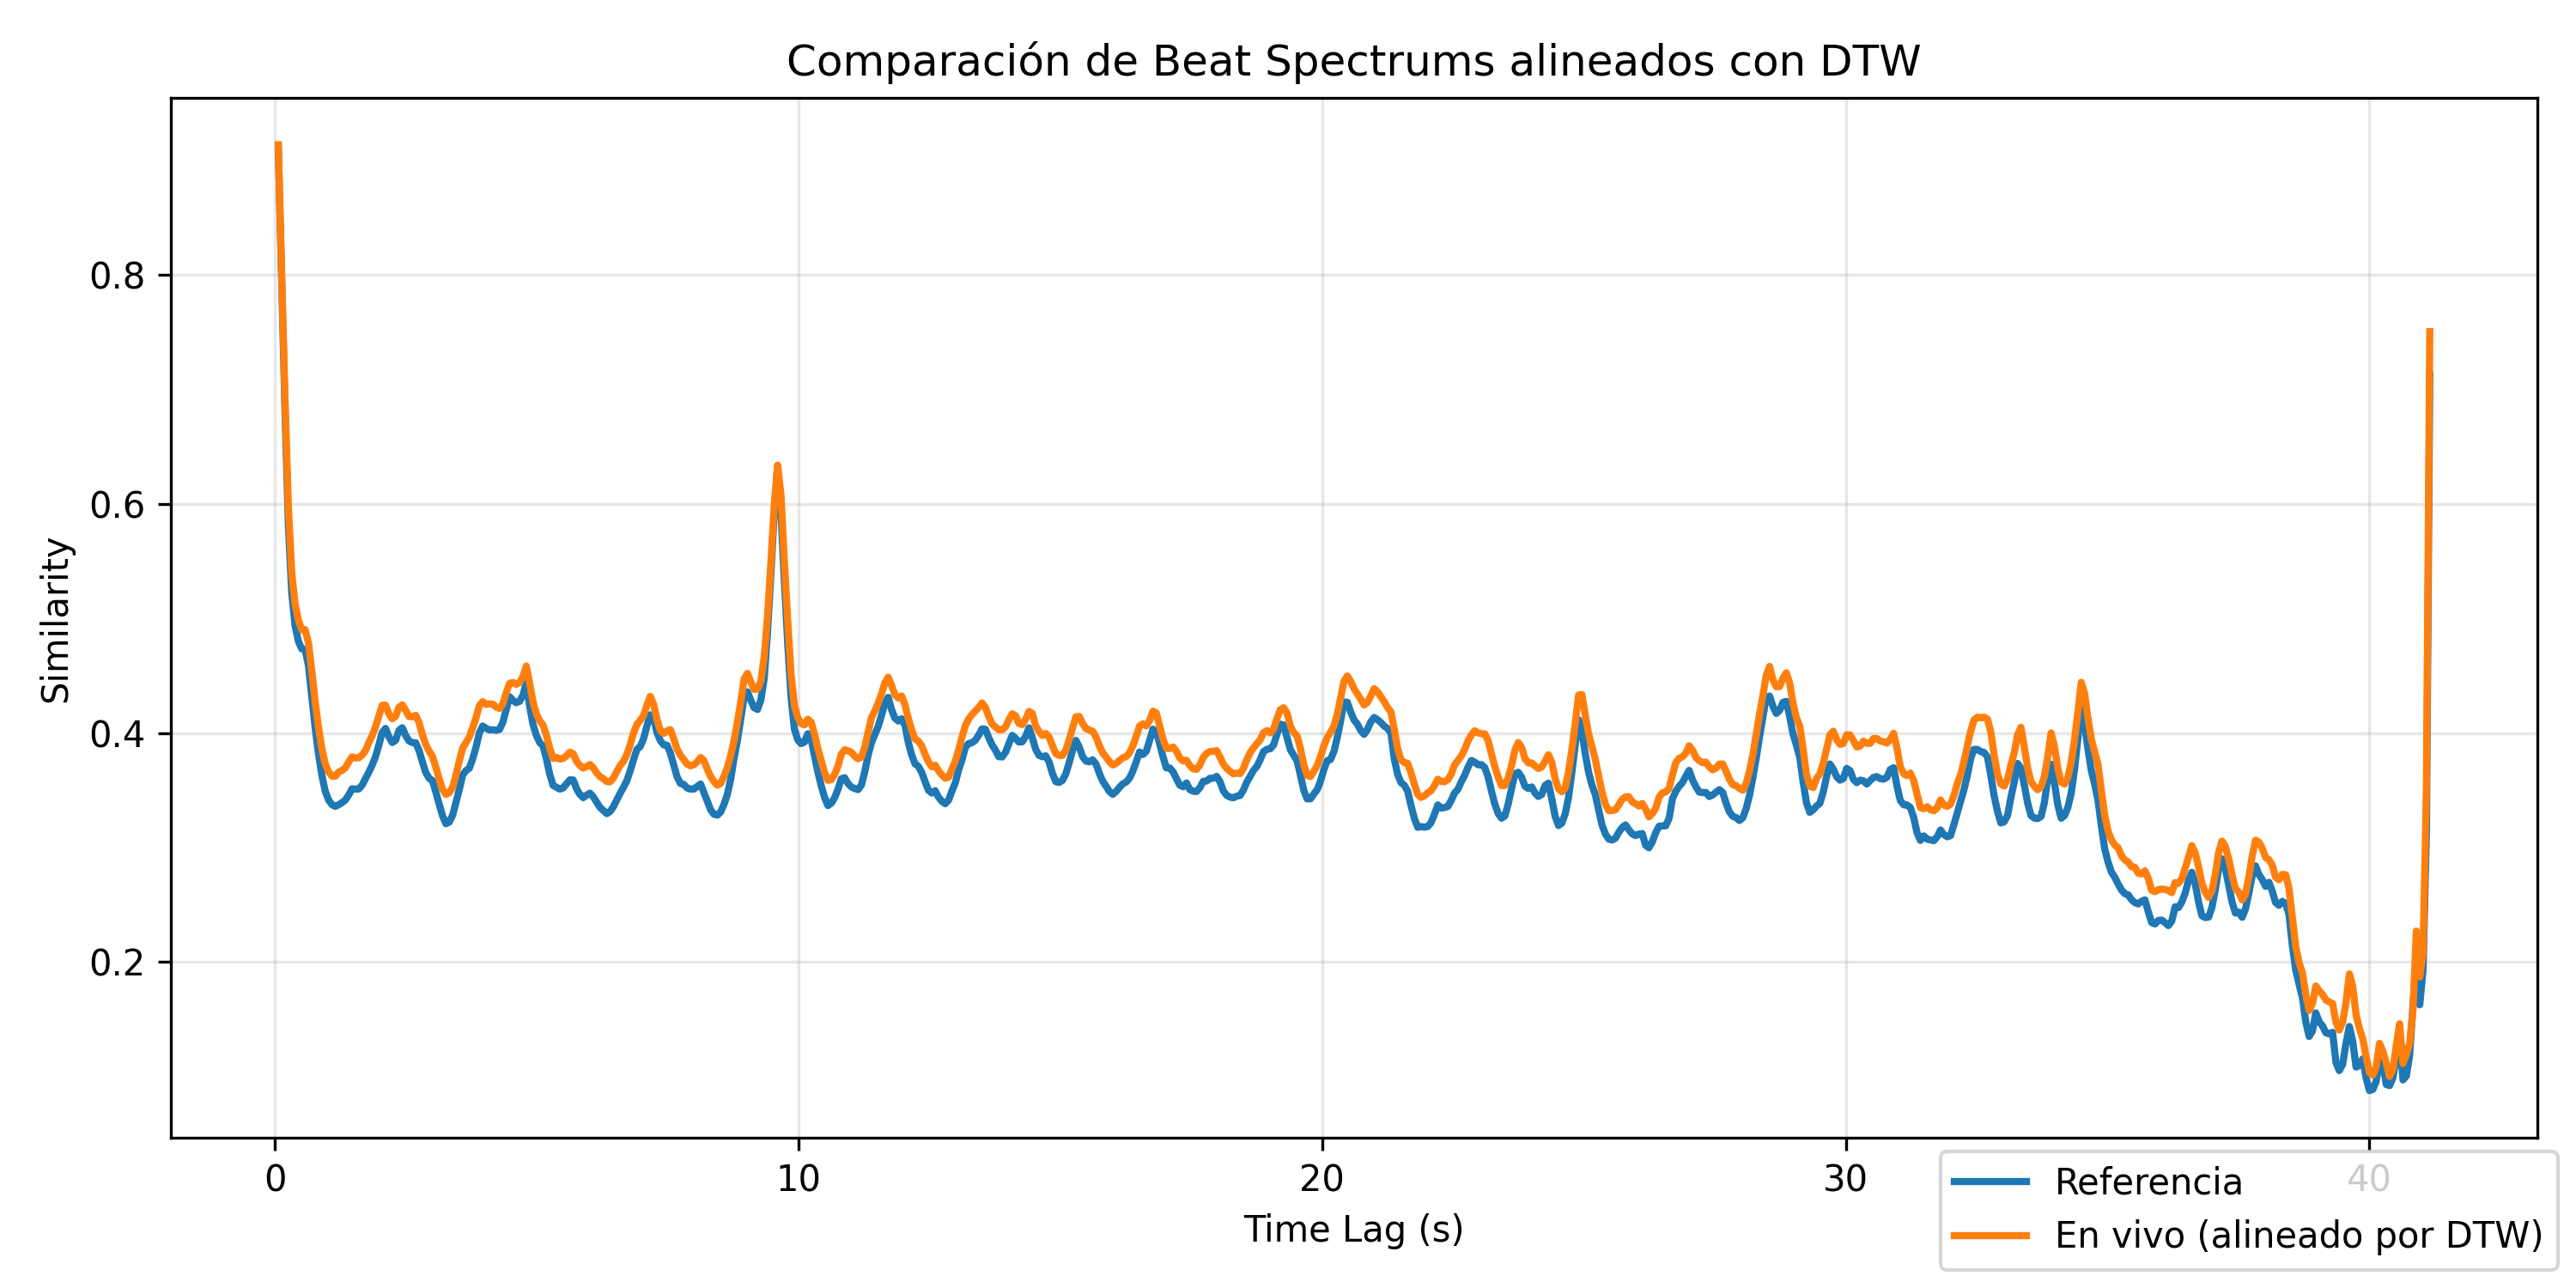 Comparación de Beat Spectrums alineados con DTW
Similarity
0.8
0.6
0.4
0.2
0 10 20 30 40
Time Lag (s)
Referencia
En vivo (alineado por DTW)